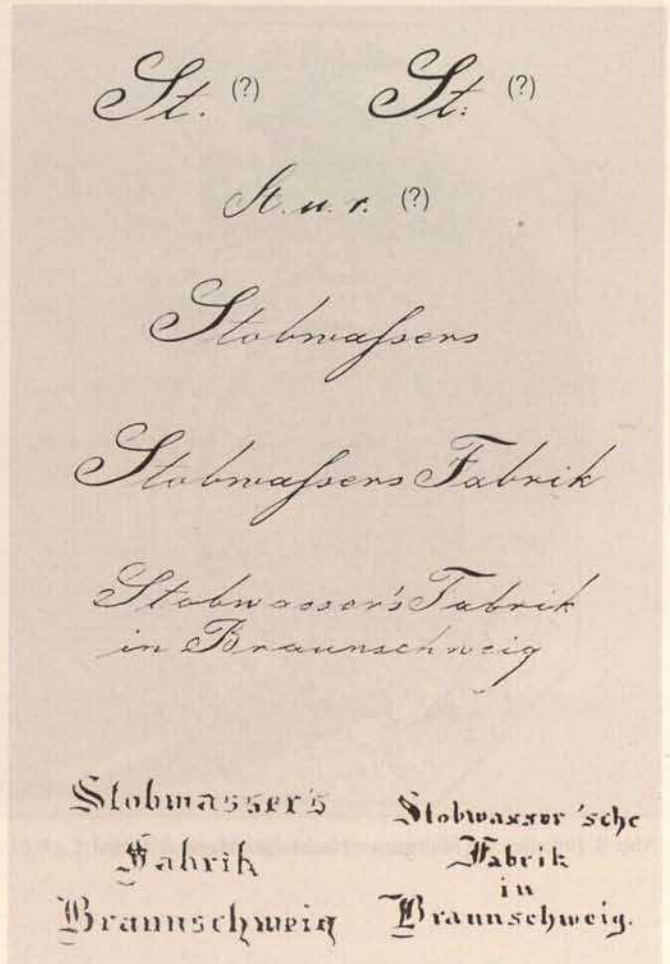 St. (?) St: (?)
St. u. r. (?)
Stobwaſsers
Stobwaſsers Fabrik
Stobwasser's Fabrik
in Braunschweig
Stobwasser's
Fabrik
Braunschweig
Stobwasser'sche
Fabrik
in
Braunschweig.